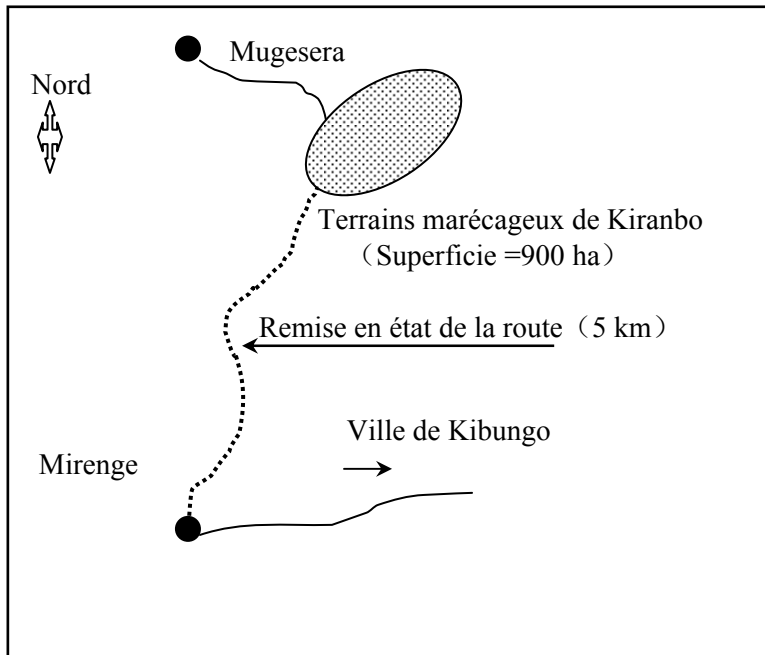 Mugesera
Nord
Terrains marécageux de Kiranbo
（Superficie =900 ha）
Remise en état de la route（5 km）
Ville de Kibungo
Mirenge